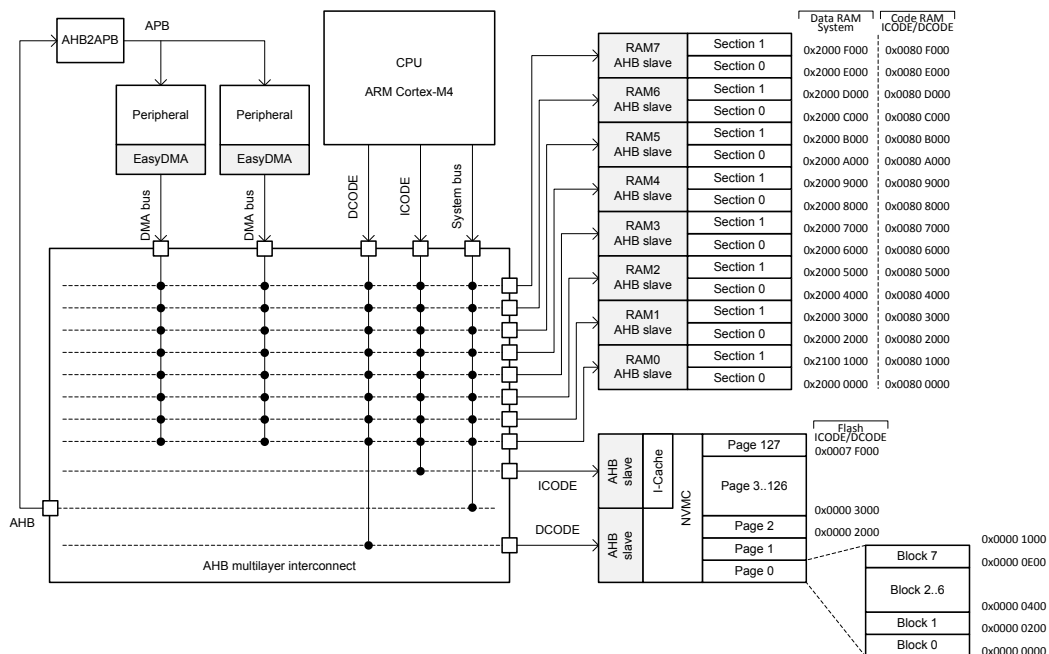 AHB2APB
APB
CPU
ARM Cortex-M4
Peripheral
EasyDMA
Peripheral
EasyDMA
DMA bus
DMA bus
DCODE
ICODE
System bus
AHB
AHB multilayer interconnect
ICODE
DCODE
Data RAM
System
Code RAM
ICODE/DCODE
RAM7
AHB slave
Section 1
0x2000 F000
0x0080 F000
Section 0
0x2000 E000
0x0080 E000
RAM6
AHB slave
Section 1
0x2000 D000
0x0080 D000
Section 0
0x2000 C000
0x0080 C000
RAM5
AHB slave
Section 1
0x2000 B000
0x0080 B000
Section 0
0x2000 A000
0x0080 A000
RAM4
AHB slave
Section 1
0x2000 9000
0x0080 9000
Section 0
0x2000 8000
0x0080 8000
RAM3
AHB slave
Section 1
0x2000 7000
0x0080 7000
Section 0
0x2000 6000
0x0080 6000
RAM2
AHB slave
Section 1
0x2000 5000
0x0080 5000
Section 0
0x2000 4000
0x0080 4000
RAM1
AHB slave
Section 1
0x2000 3000
0x0080 3000
Section 0
0x2000 2000
0x0080 2000
RAM0
AHB slave
Section 1
0x2100 1000
0x0080 1000
Section 0
0x2000 0000
0x0080 0000
Flash
ICODE/DCODE
AHB
slave
I-Cache
AHB
slave
NVMC
Page 127
0x0007 F000
Page 3..126
0x0000 3000
Page 2
0x0000 2000
Page 1
Page 0
0x0000 1000
Block 7
0x0000 0E00
Block 2..6
0x0000 0400
Block 1
0x0000 0200
Block 0
0x0000 0000